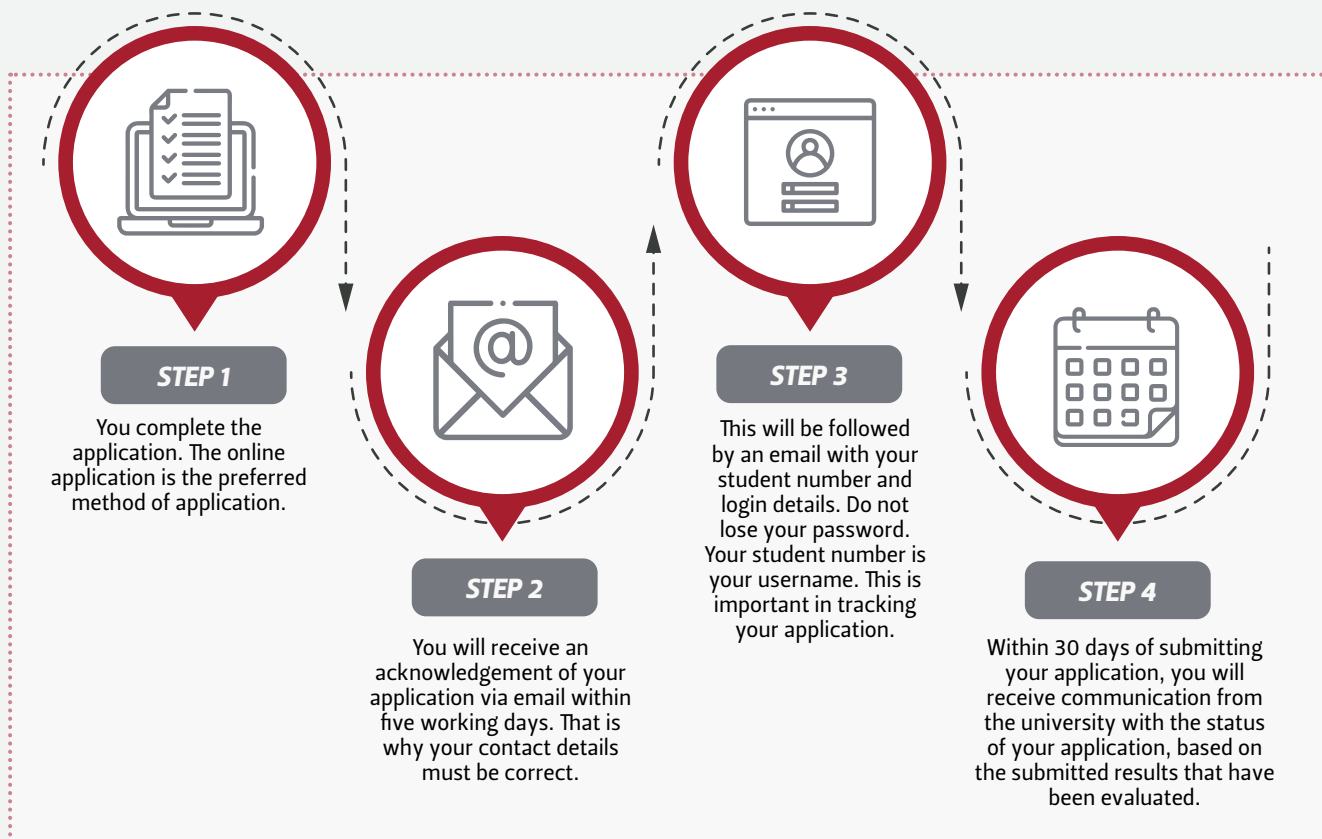 STEP 1
You complete the
application. The online
application is the preferred
method of application.
@
STEP 2
You will receive an
acknowledgement of your
application via email within
five working days. That is
why your contact details
must be correct.
STEP 3
This will be followed
by an email with your
student number and
login details. Do not
lose your password.
Your student number is
your username. This is
important in tracking
your application.
STEP 4
Within 30 days of submitting
your application, you will
receive communication from
the university with the status
of your application, based on
the submitted results that have
been evaluated.